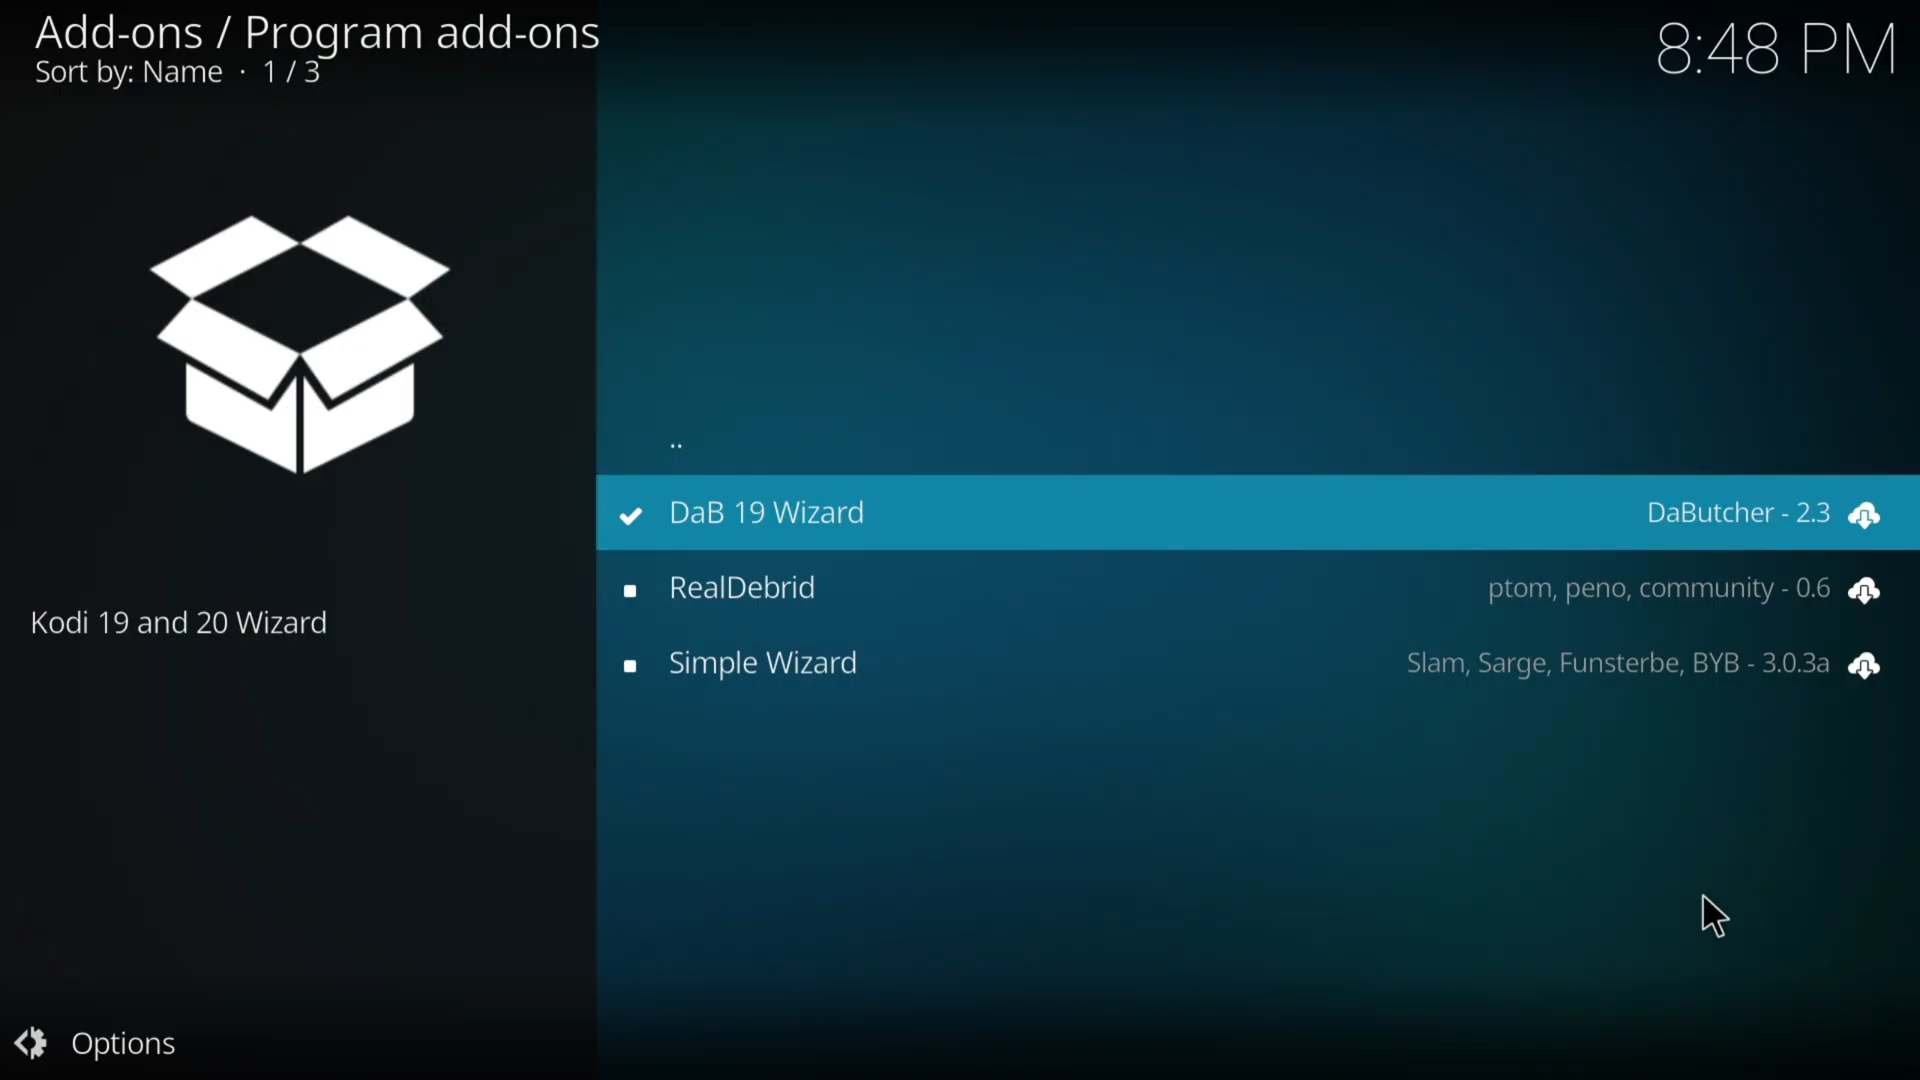 Add-ons / Program add-ons
Sort by: Name · 1 / 3
8:48 PM
..
DaB 19 Wizard DaButcher - 2.3
RealDebrid ptom, peno, community - 0.6
Simple Wizard Slam, Sarge, Funsterbe, BYB - 3.0.3a
Kodi 19 and 20 Wizard
Options